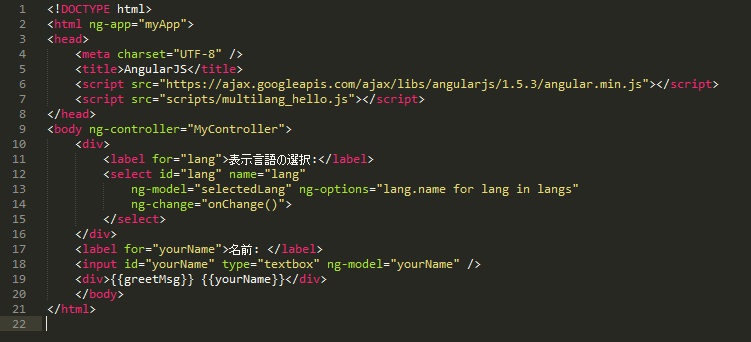 1 <!DOCTYPE html>
2 <html ng-app="myApp">
3 <head>
4 <meta charset="UTF-8" />
5 <title>AngularJS</title>
6 <script src="https://ajax.googleapis.com/ajax/libs/angularjs/1.5.3/angular.min.js"></script>
7 <script src="scripts/multilang_hello.js"></script>
8 </head>
9 <body ng-controller="MyController">
10 <div>
11 <label for="lang">表示言語の選択:</label>
12 <select id="lang" name="lang"
13 ng-model="selectedLang" ng-options="lang.name for lang in langs"
14 ng-change="onChange()">
15 </select>
16 </div>
17 <label for="yourName">名前: </label>
18 <input id="yourName" type="textbox" ng-model="yourName" />
19 <div>{{greetMsg}} {{yourName}}</div>
20 </body>
21 </html>
22